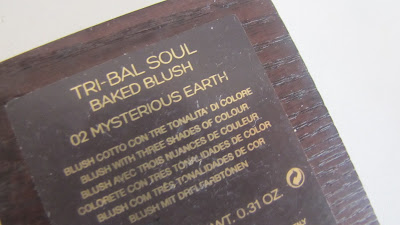 TRI-BAL SOUL
BAKED BLUSH
02 MYSTERIOUS EARTH
BLUSH COTTO CON TRE TONALITA' DI COLORE
BLUSH WITH THREE SHADES OF COLOUR
BLUSH AVEC TROIS NUANCES DE COULEUR
COLORETE CON TRES TONALIDADES DE COLOR
BLUSH COM TRÊS TONALIDADES DE COR
BLUSH MIT DREI FARBTÖNEN
WT. 0.31 OZ